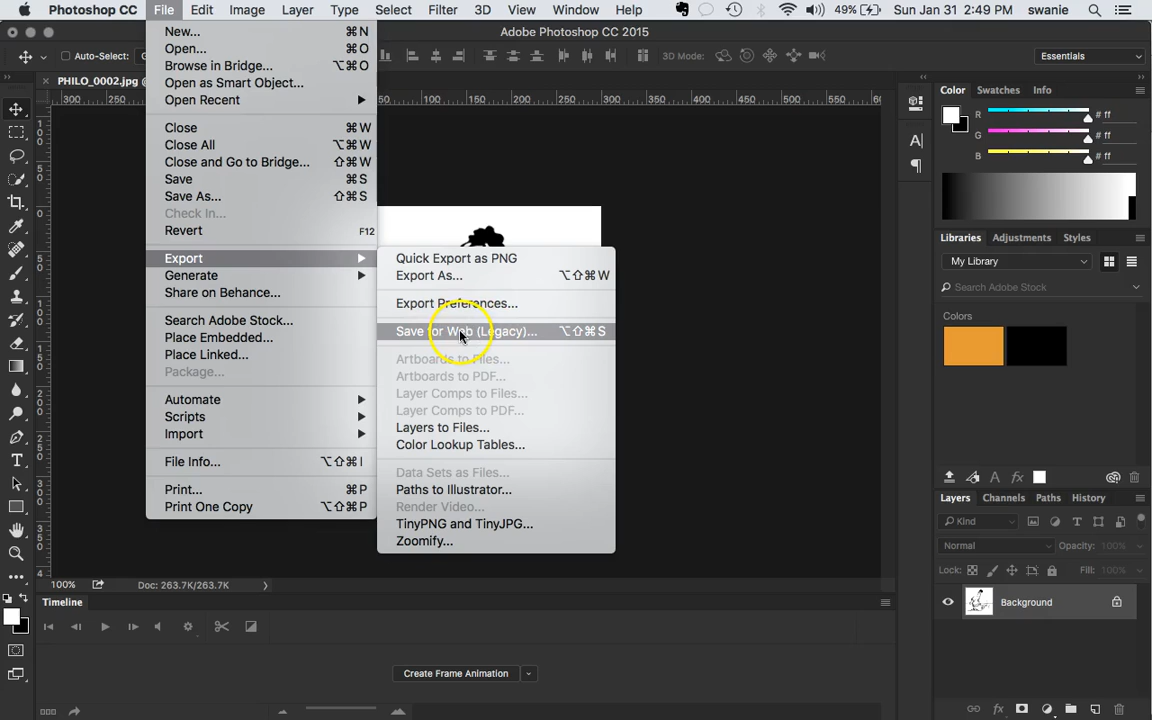 Photoshop CC File Edit Image Layer Type Select Filter 3D View Window Help 49% Sun Jan 31 2:49 PM swanie
Adobe Photoshop CC 2015
Auto-Select: 3D Mode: Essentials
PHILO_0002.jpg @
300 250 50 100 150 200 250 300 350 400 450 500 550 600
New... ⌘N
Open... ⌘O
Browse in Bridge... ⌥⌘O
Open as Smart Object...
Open Recent
Close ⌘W
Close All ⌥⌘W
Close and Go to Bridge... ⇧⌘W
Save ⌘S
Save As... ⇧⌘S
Check In...
Revert F12
Export
Generate
Share on Behance...
Search Adobe Stock...
Place Embedded...
Place Linked...
Package...
Automate
Scripts
Import
File Info... ⌥⇧⌘I
Print... ⌘P
Print One Copy ⌥⇧⌘P
Quick Export as PNG
Export As... ⌥⇧⌘W
Export Preferences...
Save for Web (Legacy)... ⌥⇧⌘S
Artboards to Files...
Artboards to PDF...
Layer Comps to Files...
Layer Comps to PDF...
Layers to Files...
Color Lookup Tables...
Data Sets as Files...
Paths to Illustrator...
Render Video...
TinyPNG and TinyJPG...
Zoomify...
Color Swatches Info
R # ff
G # ff
B # ff
Libraries Adjustments Styles
My Library
Search Adobe Stock
Colors
Layers Channels Paths History
Kind
Normal Opacity: 100%
Lock: Fill: 100%
Background
100% Doc: 263.7K/263.7K
Timeline
Create Frame Animation